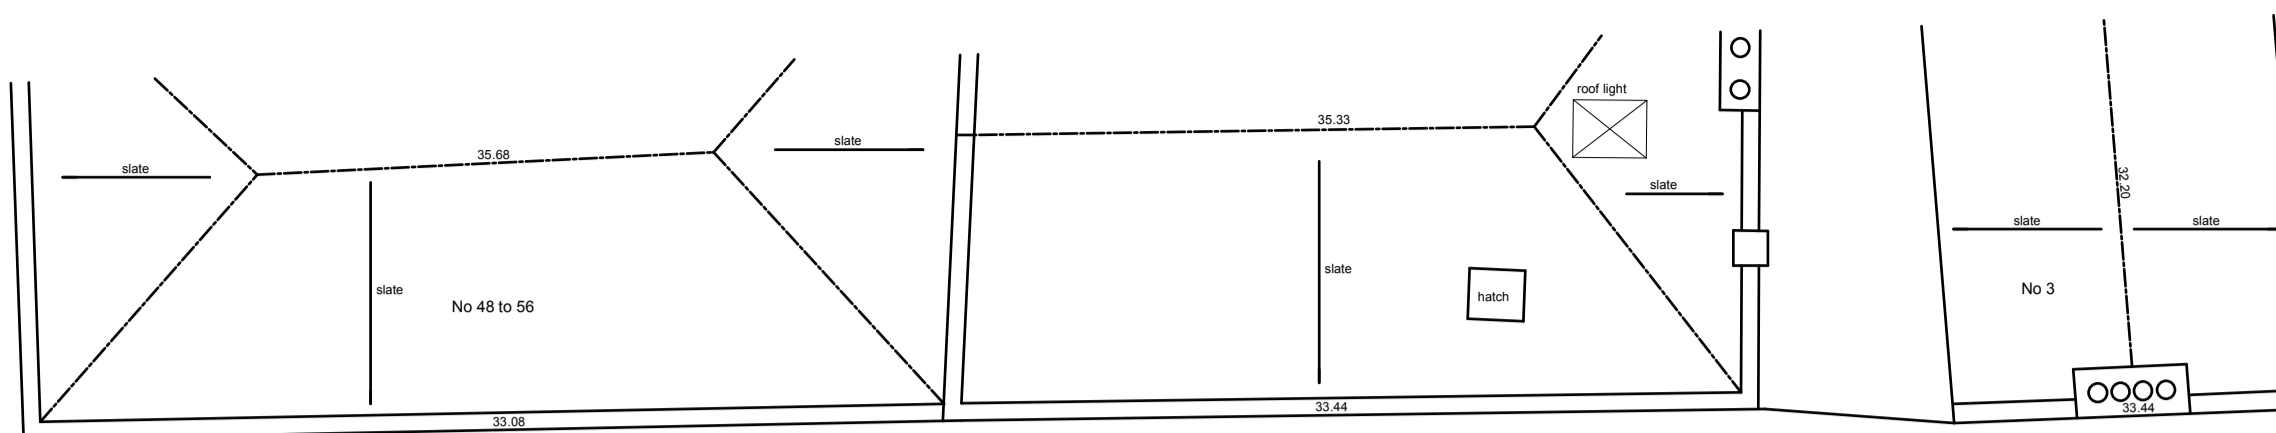 roof light
35.33
35.68
slate
slate
slate
32.20
slate
slate
slate
slate
No 3
hatch
No 48 to 56
33.44
33.44
33.08